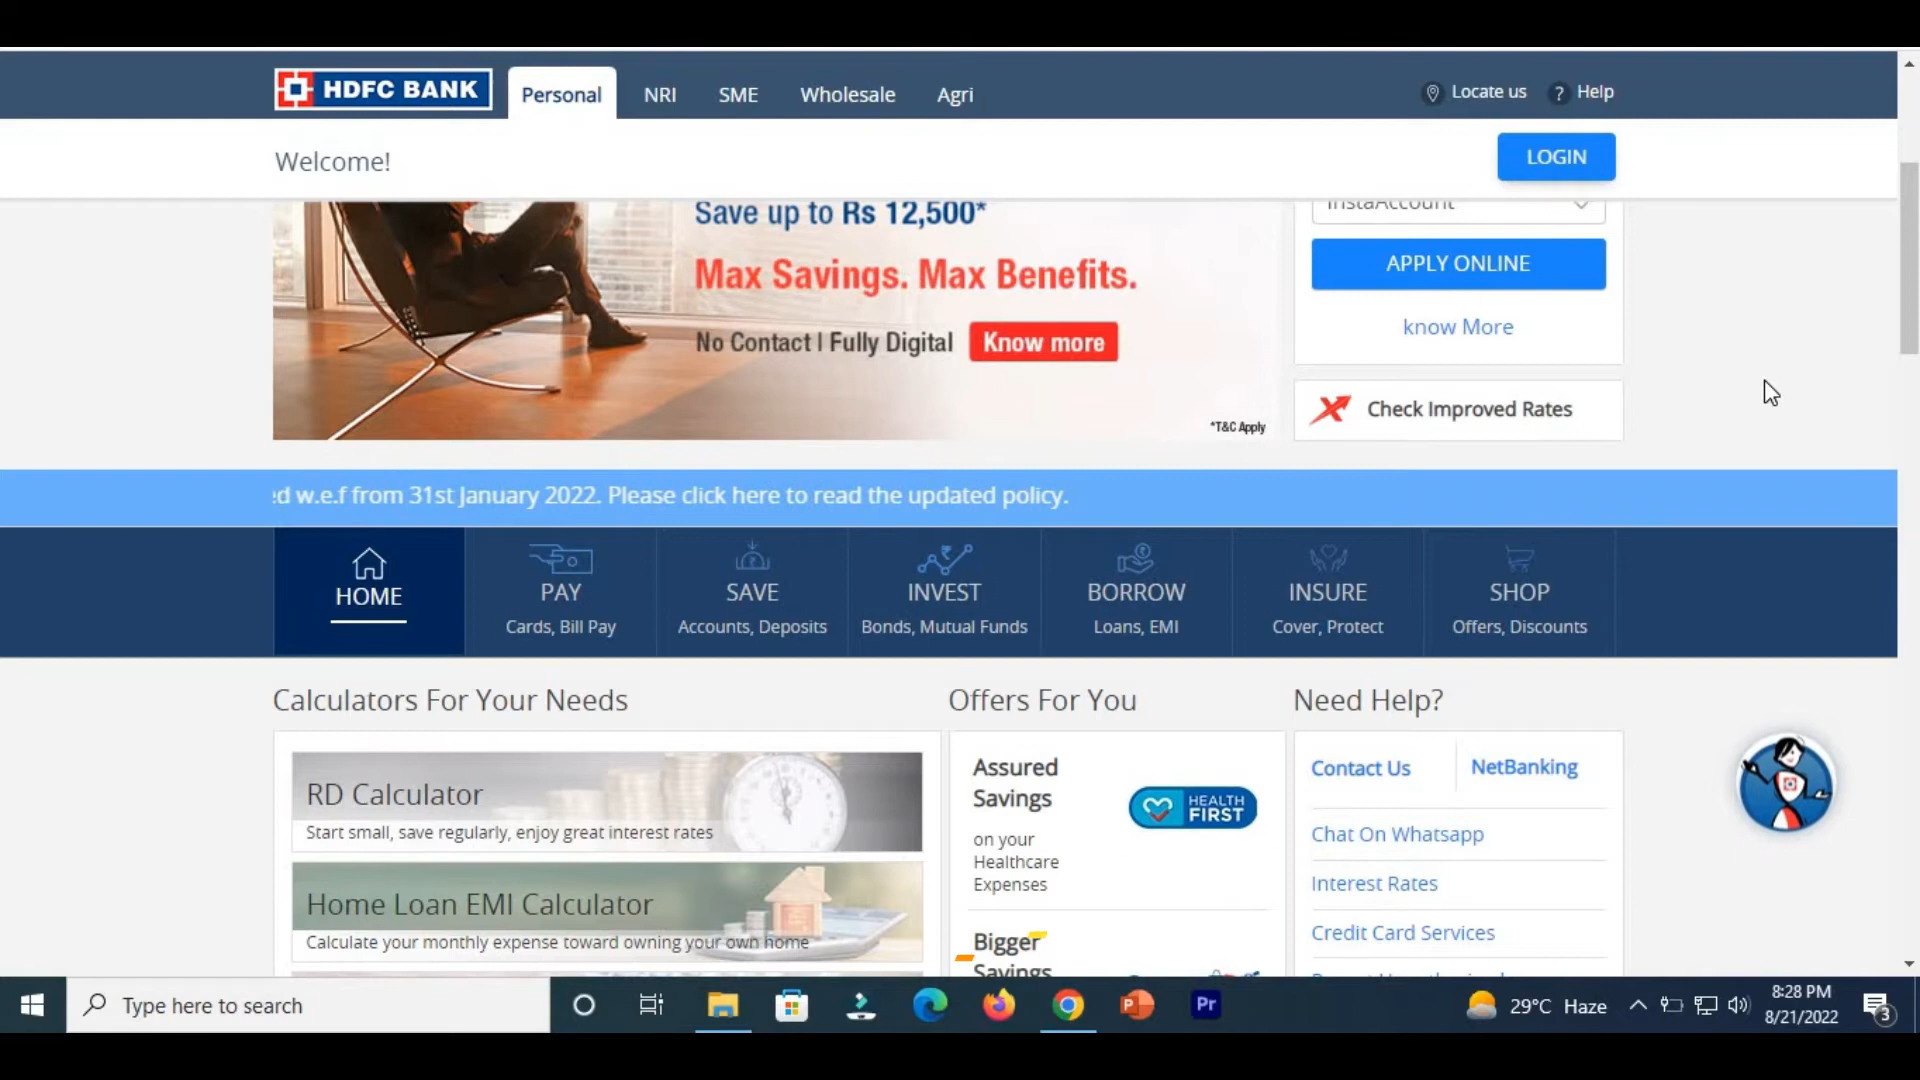 HDFC BANK
Personal
NRI
SME
Wholesale
Agri
Locate us
? Help
Welcome!
LOGIN
Save up to Rs 12,500*
Max Savings. Max Benefits.
No Contact | Fully Digital
Know more
*T&C Apply
InstaAccount
APPLY ONLINE
know More
Check Improved Rates
ed w.e.f from 31st January 2022. Please click here to read the updated policy.
HOME
PAY
Cards, Bill Pay
SAVE
Accounts, Deposits
INVEST
Bonds, Mutual Funds
BORROW
Loans, EMI
INSURE
Cover, Protect
SHOP
Offers, Discounts
Calculators For Your Needs
RD Calculator
Start small, save regularly, enjoy great interest rates
Home Loan EMI Calculator
Calculate your monthly expense toward owning your own home
Offers For You
Assured
Savings
on your
Healthcare
Expenses
HEALTH
FIRST
Bigger
Savings
Need Help?
Contact Us
NetBanking
Chat On Whatsapp
Interest Rates
Credit Card Services
Type here to search
P
Pr
29°C Haze
8:28 PM
8/21/2022
3